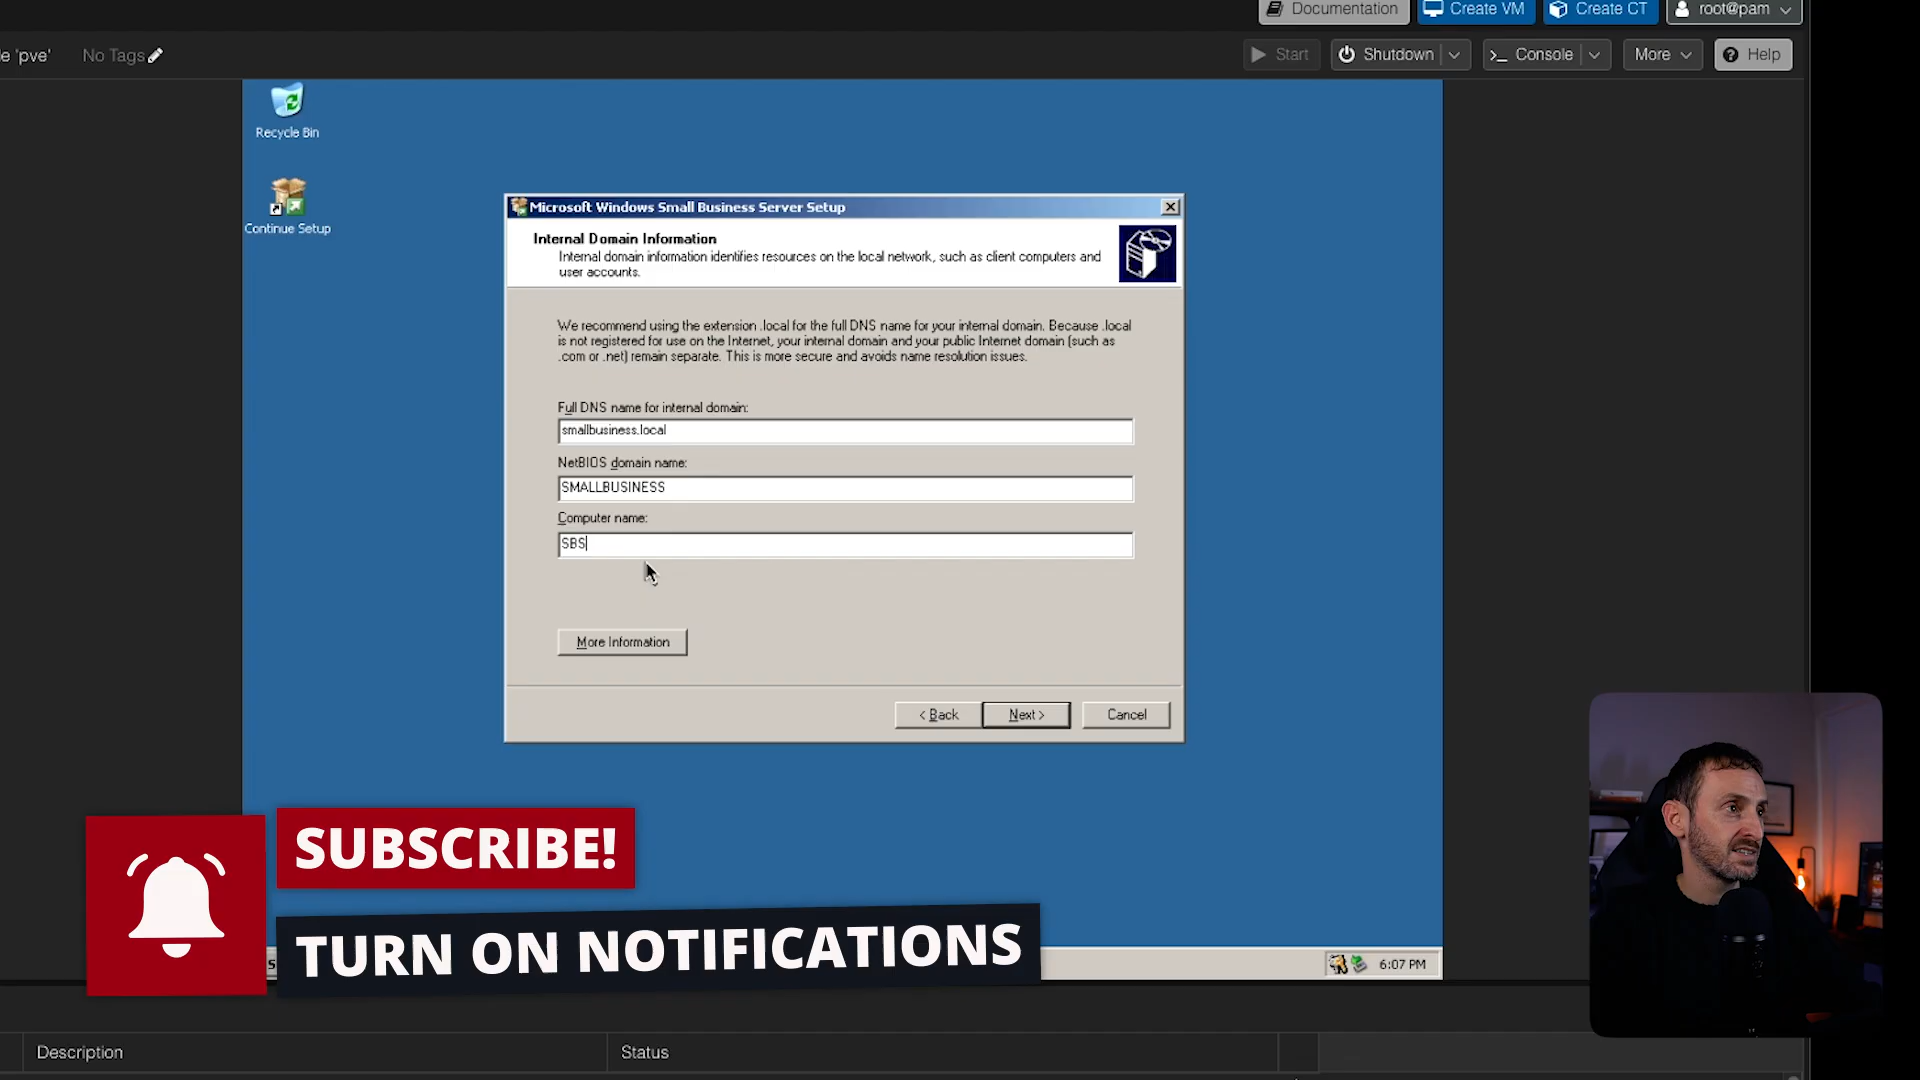 Documentation
Create VM
Create CT
root@pam
e 'pve'
No Tags
Start
Shutdown
Console
More
Help
Recycle Bin
Continue Setup
Microsoft Windows Small Business Server Setup
Internal Domain Information
Internal domain information identifies resources on the local network, such as client computers and
user accounts.
We recommend using the extension .local for the full DNS name for your internal domain. Because .local
is not registered for use on the Internet, your internal domain and your public Internet domain (such as
.com or .net) remain separate. This is more secure and avoids name resolution issues.
Full DNS name for internal domain:
smallbusiness.local
NetBIOS domain name:
SMALLBUSINESS
Computer name:
SBS
More Information
< Back
Next >
Cancel
SUBSCRIBE!
TURN ON NOTIFICATIONS
S
6:07 PM
Description
Status